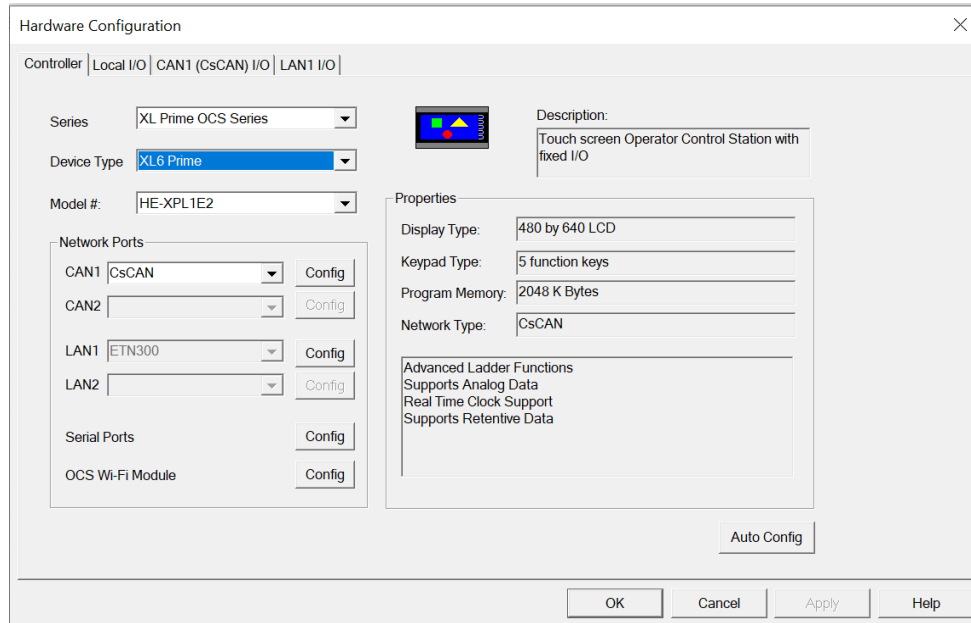 Hardware Configuration
Controller Local I/O CAN1 (CsCAN) I/O LAN1 I/O
Series XL Prime OCS Series
Device Type XL6 Prime
Model #: HE-XPL1E2
Network Ports
CAN1 CsCAN Config
CAN2 Config
LAN1 ETN300 Config
LAN2 Config
Serial Ports Config
OCS Wi-Fi Module Config
Description:
Touch screen Operator Control Station with
fixed I/O
Properties
Display Type: 480 by 640 LCD
Keypad Type: 5 function keys
Program Memory: 2048 K Bytes
Network Type: CsCAN
Advanced Ladder Functions
Supports Analog Data
Real Time Clock Support
Supports Retentive Data
Auto Config
OK Cancel Apply Help